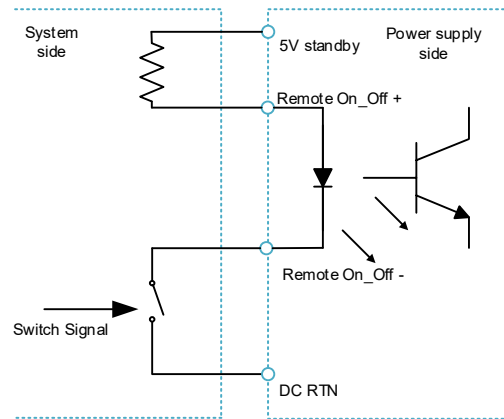 System
side
5V standby
Power supply
side
Remote On_Off +
Remote On_Off -
Switch Signal
DC RTN